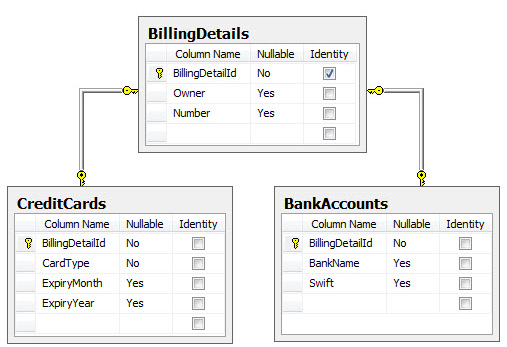 BillingDetails
Column Name Nullable Identity
BillingDetailId No
Owner Yes
Number Yes
CreditCards
Column Name Nullable Identity
BillingDetailId No
CardType No
ExpiryMonth Yes
ExpiryYear Yes
BankAccounts
Column Name Nullable Identity
BillingDetailId No
BankName Yes
Swift Yes